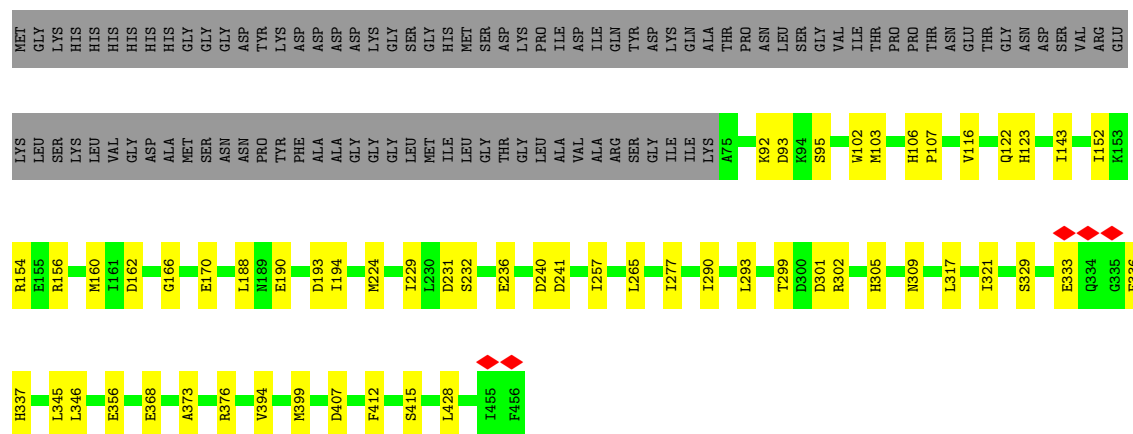 MET GLY LYS HIS HIS HIS HIS HIS HIS GLY GLY GLY ASP TYR LYS ASP ASP ASP ASP LYS GLY SER GLY HIS MET SER ASP LYS PRO ILE ASP ILE GLN TYR ASP LYS GLN ALA THR PRO ASN LEU SER GLY VAL ILE THR PRO PRO THR ASN GLU THR GLY ASN ASP SER VAL ARG GLU
LYS LEU SER LYS LEU VAL GLY ASP ALA MET SER ASN ASN PRO TYR PHE ALA ALA GLY GLY GLY LEU MET ILE LEU GLY THR GLY LEU ALA VAL ALA ARG SER GLY ILE ILE LYS A75 K92 D93 K94 S95 W102 M103 H106 P107 V116 Q122 H123 I143 I152 K153
R154 E155 R156 M160 I161 D162 G166 E170 L188 N189 E190 D193 I194 M224 I229 L230 D231 S232 E236 D240 D241 I257 L265 I277 I290 L293 T299 D300 D301 R302 H305 N309 L317 I321 S329 E333 Q334 G335
H337 L345 L346 E356 E368 A373 R376 V394 M399 D407 F412 S415 L428 I455 F456